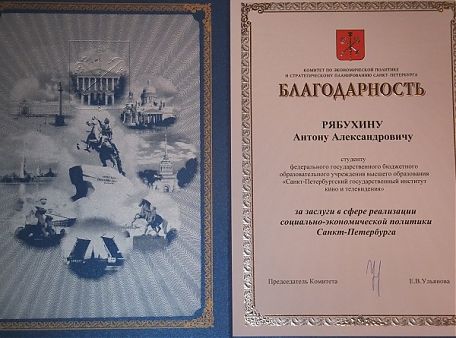 КОМИТЕТ ПО ЭКОНОМИЧЕСКОЙ ПОЛИТИКЕ
И СТРАТЕГИЧЕСКОМУ ПЛАНИРОВАНИЮ САНКТ-ПЕТЕРБУРГА
БЛАГОДАРНОСТЬ
РЯБУХИНУ
Антону Александровичу
студенту
федерального государственного бюджетного
образовательного учреждения высшего образования
«Санкт-Петербургский государственный институт
кино и телевидения»
за заслуги в сфере реализации
социально-экономической политики
Санкт-Петербурга
Председатель Комитета Е.В.Ульянова